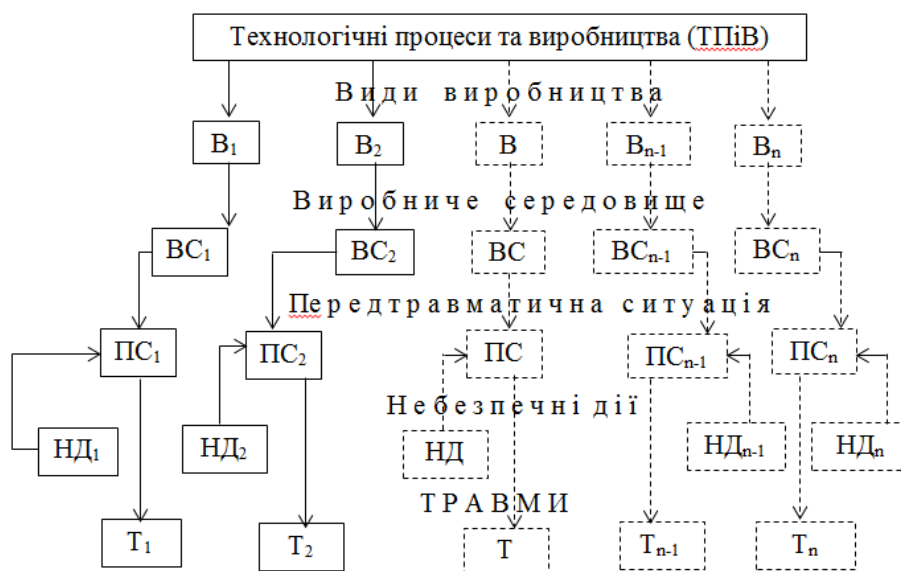 Технологічні процеси та виробництва (ТПіВ)
Види виробництва
В₁ В₂ В Вₙ₋₁ Вₙ
Виробниче середовище
ВС₁ ВС₂ ВС ВСₙ₋₁ ВСₙ
Передтравматична ситуація
ПС₁ ПС₂ ПС ПСₙ₋₁ ПСₙ
Небезпечні дії
НД₁ НД₂ НД НДₙ₋₁ НДₙ
ТРАВМИ
Т₁ Т₂ Т Тₙ₋₁ Тₙ